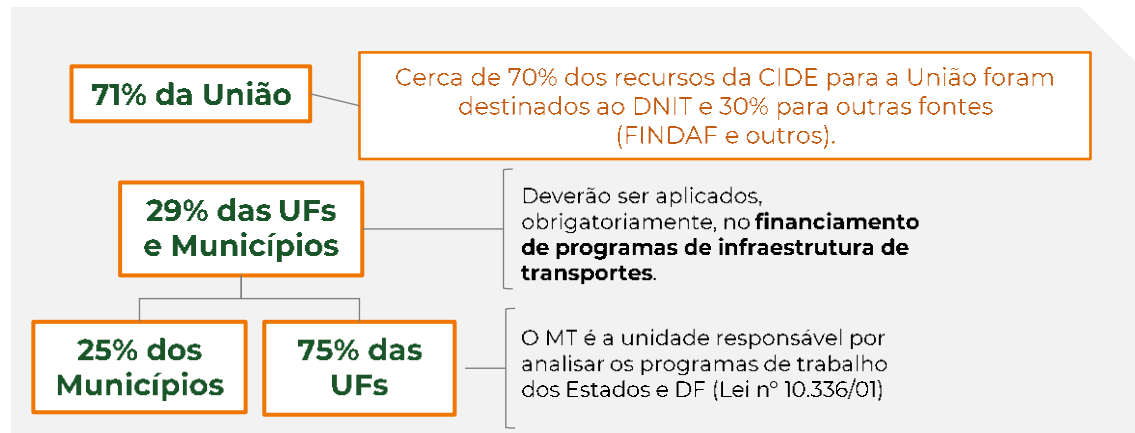 71% da União
Cerca de 70% dos recursos da CIDE para a União foram
destinados ao DNIT e 30% para outras fontes
(FINDAF e outros).
29% das UFs
e Municípios
Deverão ser aplicados,
obrigatoriamente, no financiamento
de programas de infraestrutura de
transportes.
25% dos
Municípios
75% das
UFs
O MT é a unidade responsável por
analisar os programas de trabalho
dos Estados e DF (Lei nº 10.336/01)